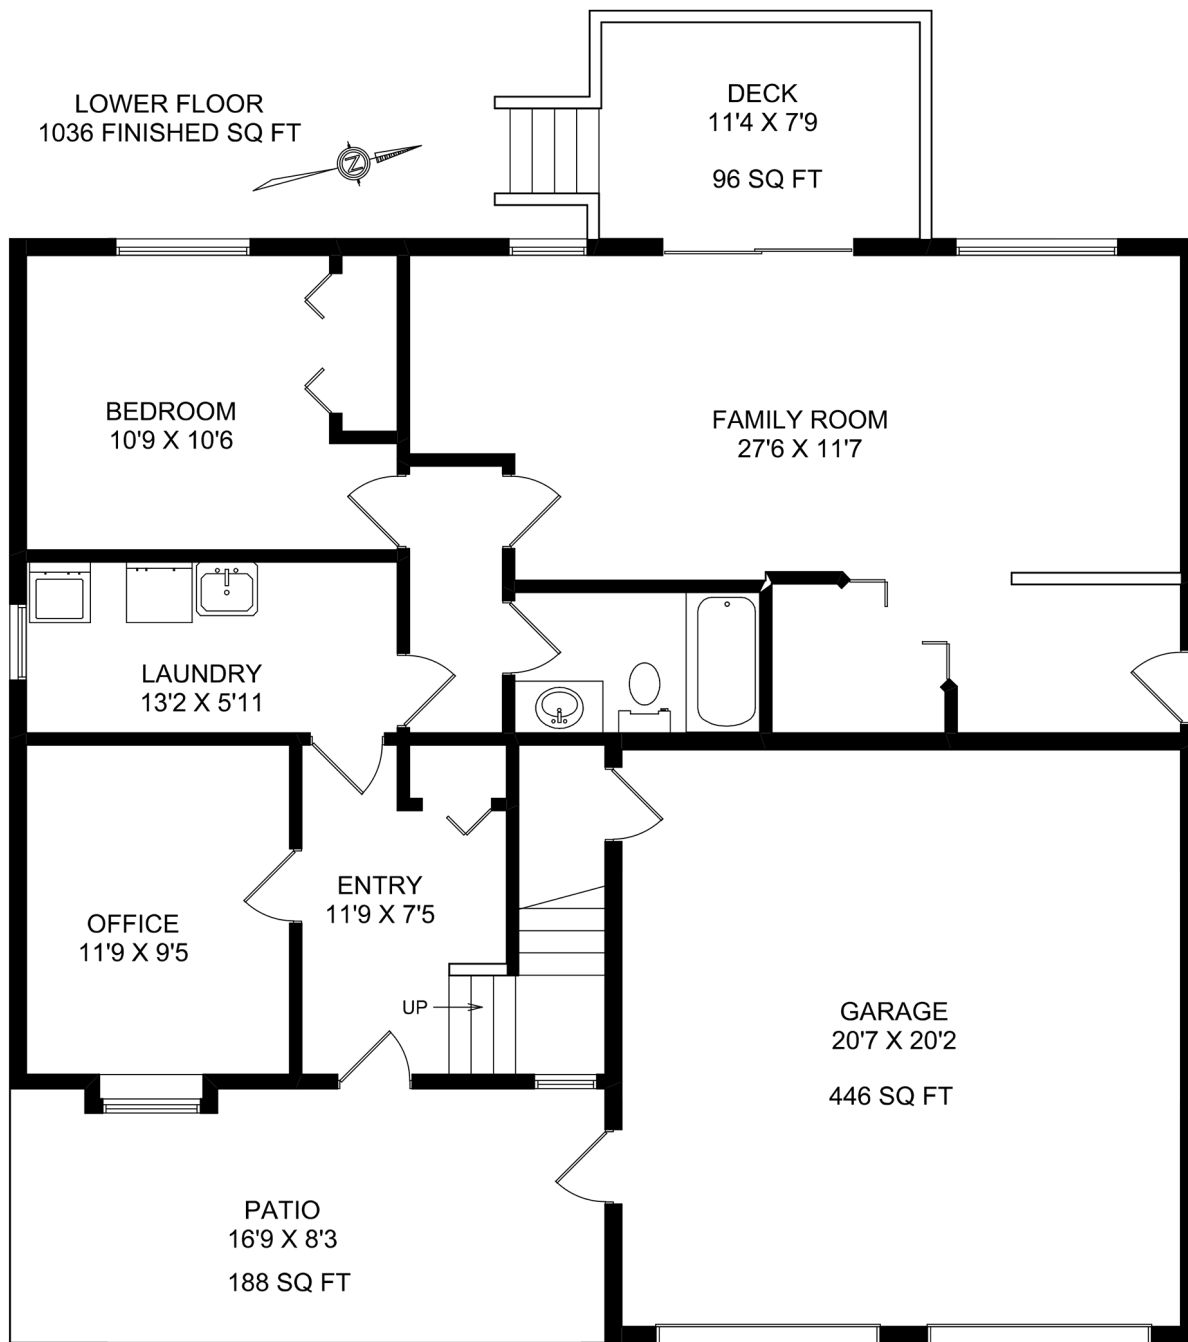 LOWER FLOOR
1036 FINISHED SQ FT
N
DECK
11'4 X 7'9
96 SQ FT
BEDROOM
10'9 X 10'6
FAMILY ROOM
27'6 X 11'7
LAUNDRY
13'2 X 5'11
ENTRY
11'9 X 7'5
OFFICE
11'9 X 9'5
UP
GARAGE
20'7 X 20'2
446 SQ FT
PATIO
16'9 X 8'3
188 SQ FT